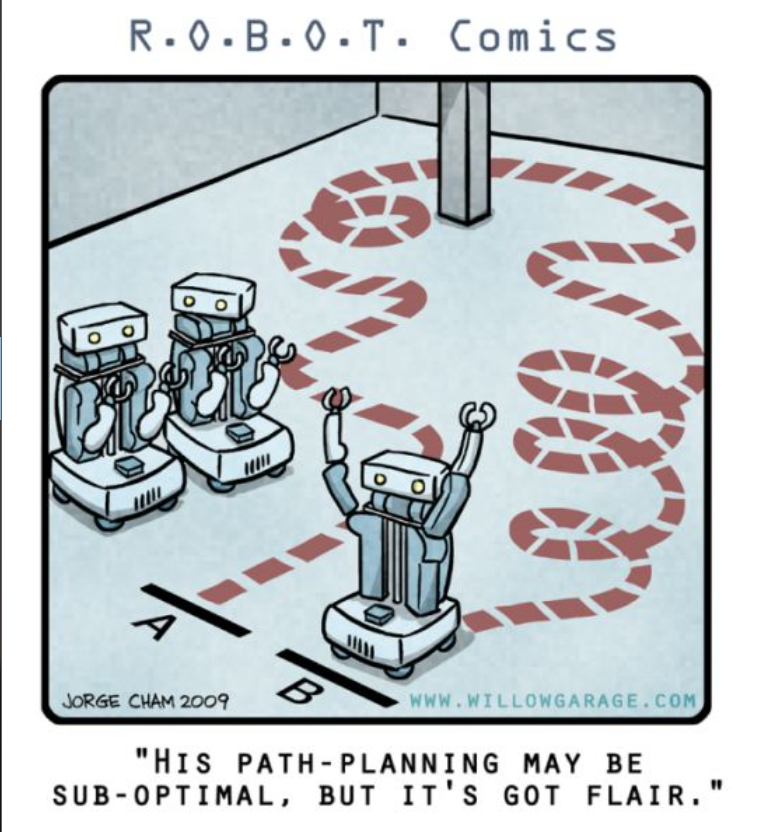 R.O.B.O.T. Comics
A
B
JORGE CHAM 2009
WWW.WILLOWGARAGE.COM
"HIS PATH-PLANNING MAY BE
SUB-OPTIMAL, BUT IT'S GOT FLAIR."